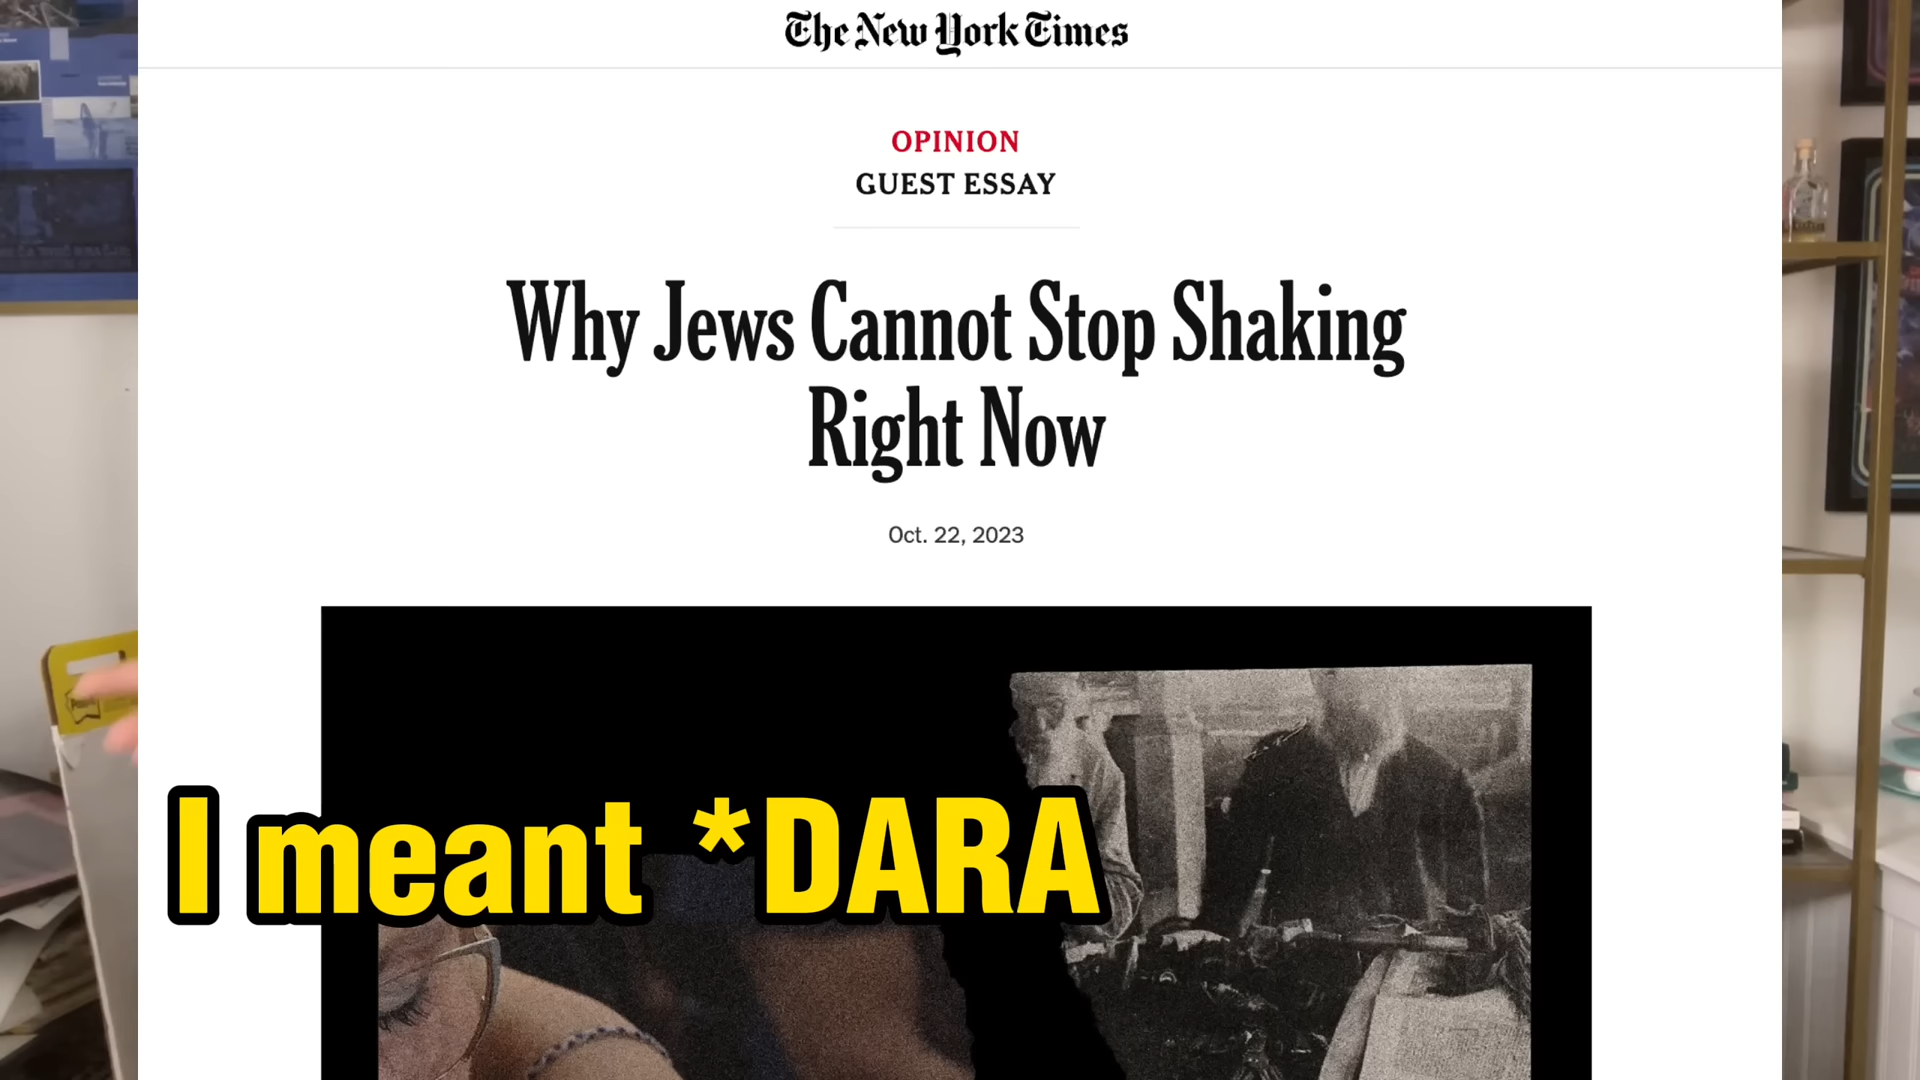 The New York Times
OPINION
GUEST ESSAY
Why Jews Cannot Stop Shaking
Right Now
Oct. 22, 2023
I meant *DARA